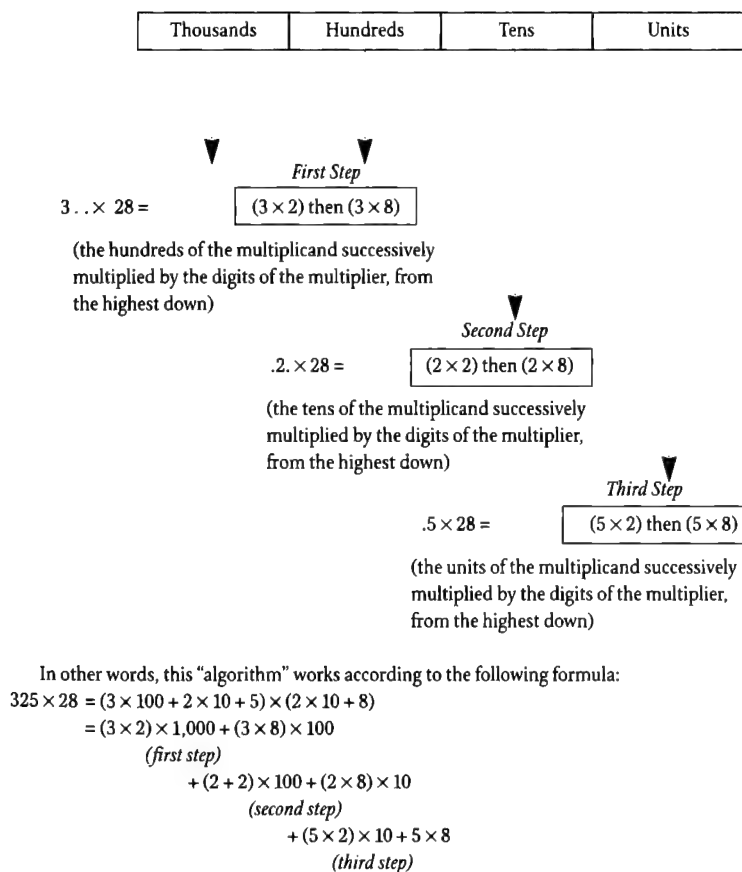 Thousands Hundreds Tens Units
First Step
3 . . × 28 = (3 × 2) then (3 × 8)
(the hundreds of the multiplicand successively
multiplied by the digits of the multiplier, from
the highest down)
Second Step
.2. × 28 = (2 × 2) then (2 × 8)
(the tens of the multiplicand successively
multiplied by the digits of the multiplier,
from the highest down)
Third Step
.5 × 28 = (5 × 2) then (5 × 8)
(the units of the multiplicand successively
multiplied by the digits of the multiplier,
from the highest down)
In other words, this “algorithm” works according to the following formula:
325 × 28 = (3 × 100 + 2 × 10 + 5) × (2 × 10 + 8)
= (3 × 2) × 1,000 + (3 × 8) × 100
(first step)
+ (2 + 2) × 100 + (2 × 8) × 10
(second step)
+ (5 × 2) × 10 + 5 × 8
(third step)